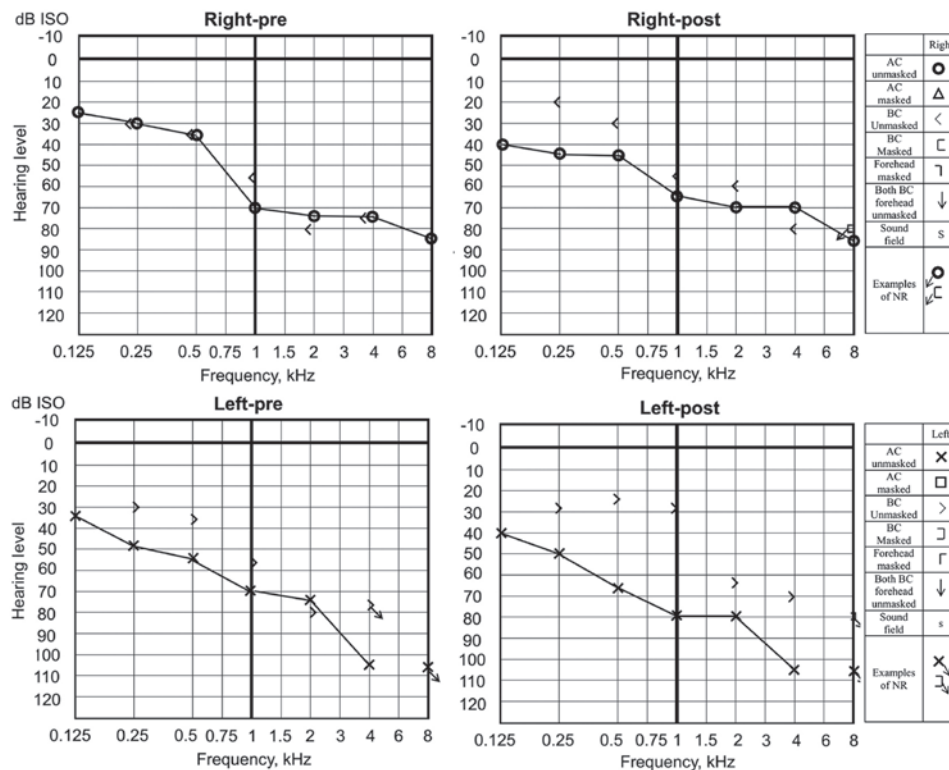 dB ISO
Right-pre
-10
0
10
20
30
40
50
60
70
80
90
100
110
120
Hearing level
0.125 0.25 0.5 0.75 1 2 3 4 6 8
Frequency, kHz
Right-post
-10
0
10
20
30
40
50
60
70
80
90
100
110
120
0.125 0.25 0.5 0.75 1 2 3 4 6 8
Frequency, kHz
Right
AC
unmasked
AC
masked
BC
Unmasked
BC
Masked
Forehead
masked
Both BC
forehead
unmasked
Sound
field
S
Examples
of NR
dB ISO
Left-pre
-10
0
10
20
30
40
50
60
70
80
90
100
110
120
Hearing level
0.125 0.25 0.5 0.75 1 2 3 4 6 8
Frequency, kHz
Left-post
-10
0
10
20
30
40
50
60
70
80
90
100
110
120
0.125 0.25 0.5 0.75 1 2 3 4 6 8
Frequency, kHz
Left
AC
unmasked
AC
masked
BC
Unmasked
BC
Masked
Forehead
masked
Both BC
forehead
unmasked
Sound
field
s
Examples
of NR